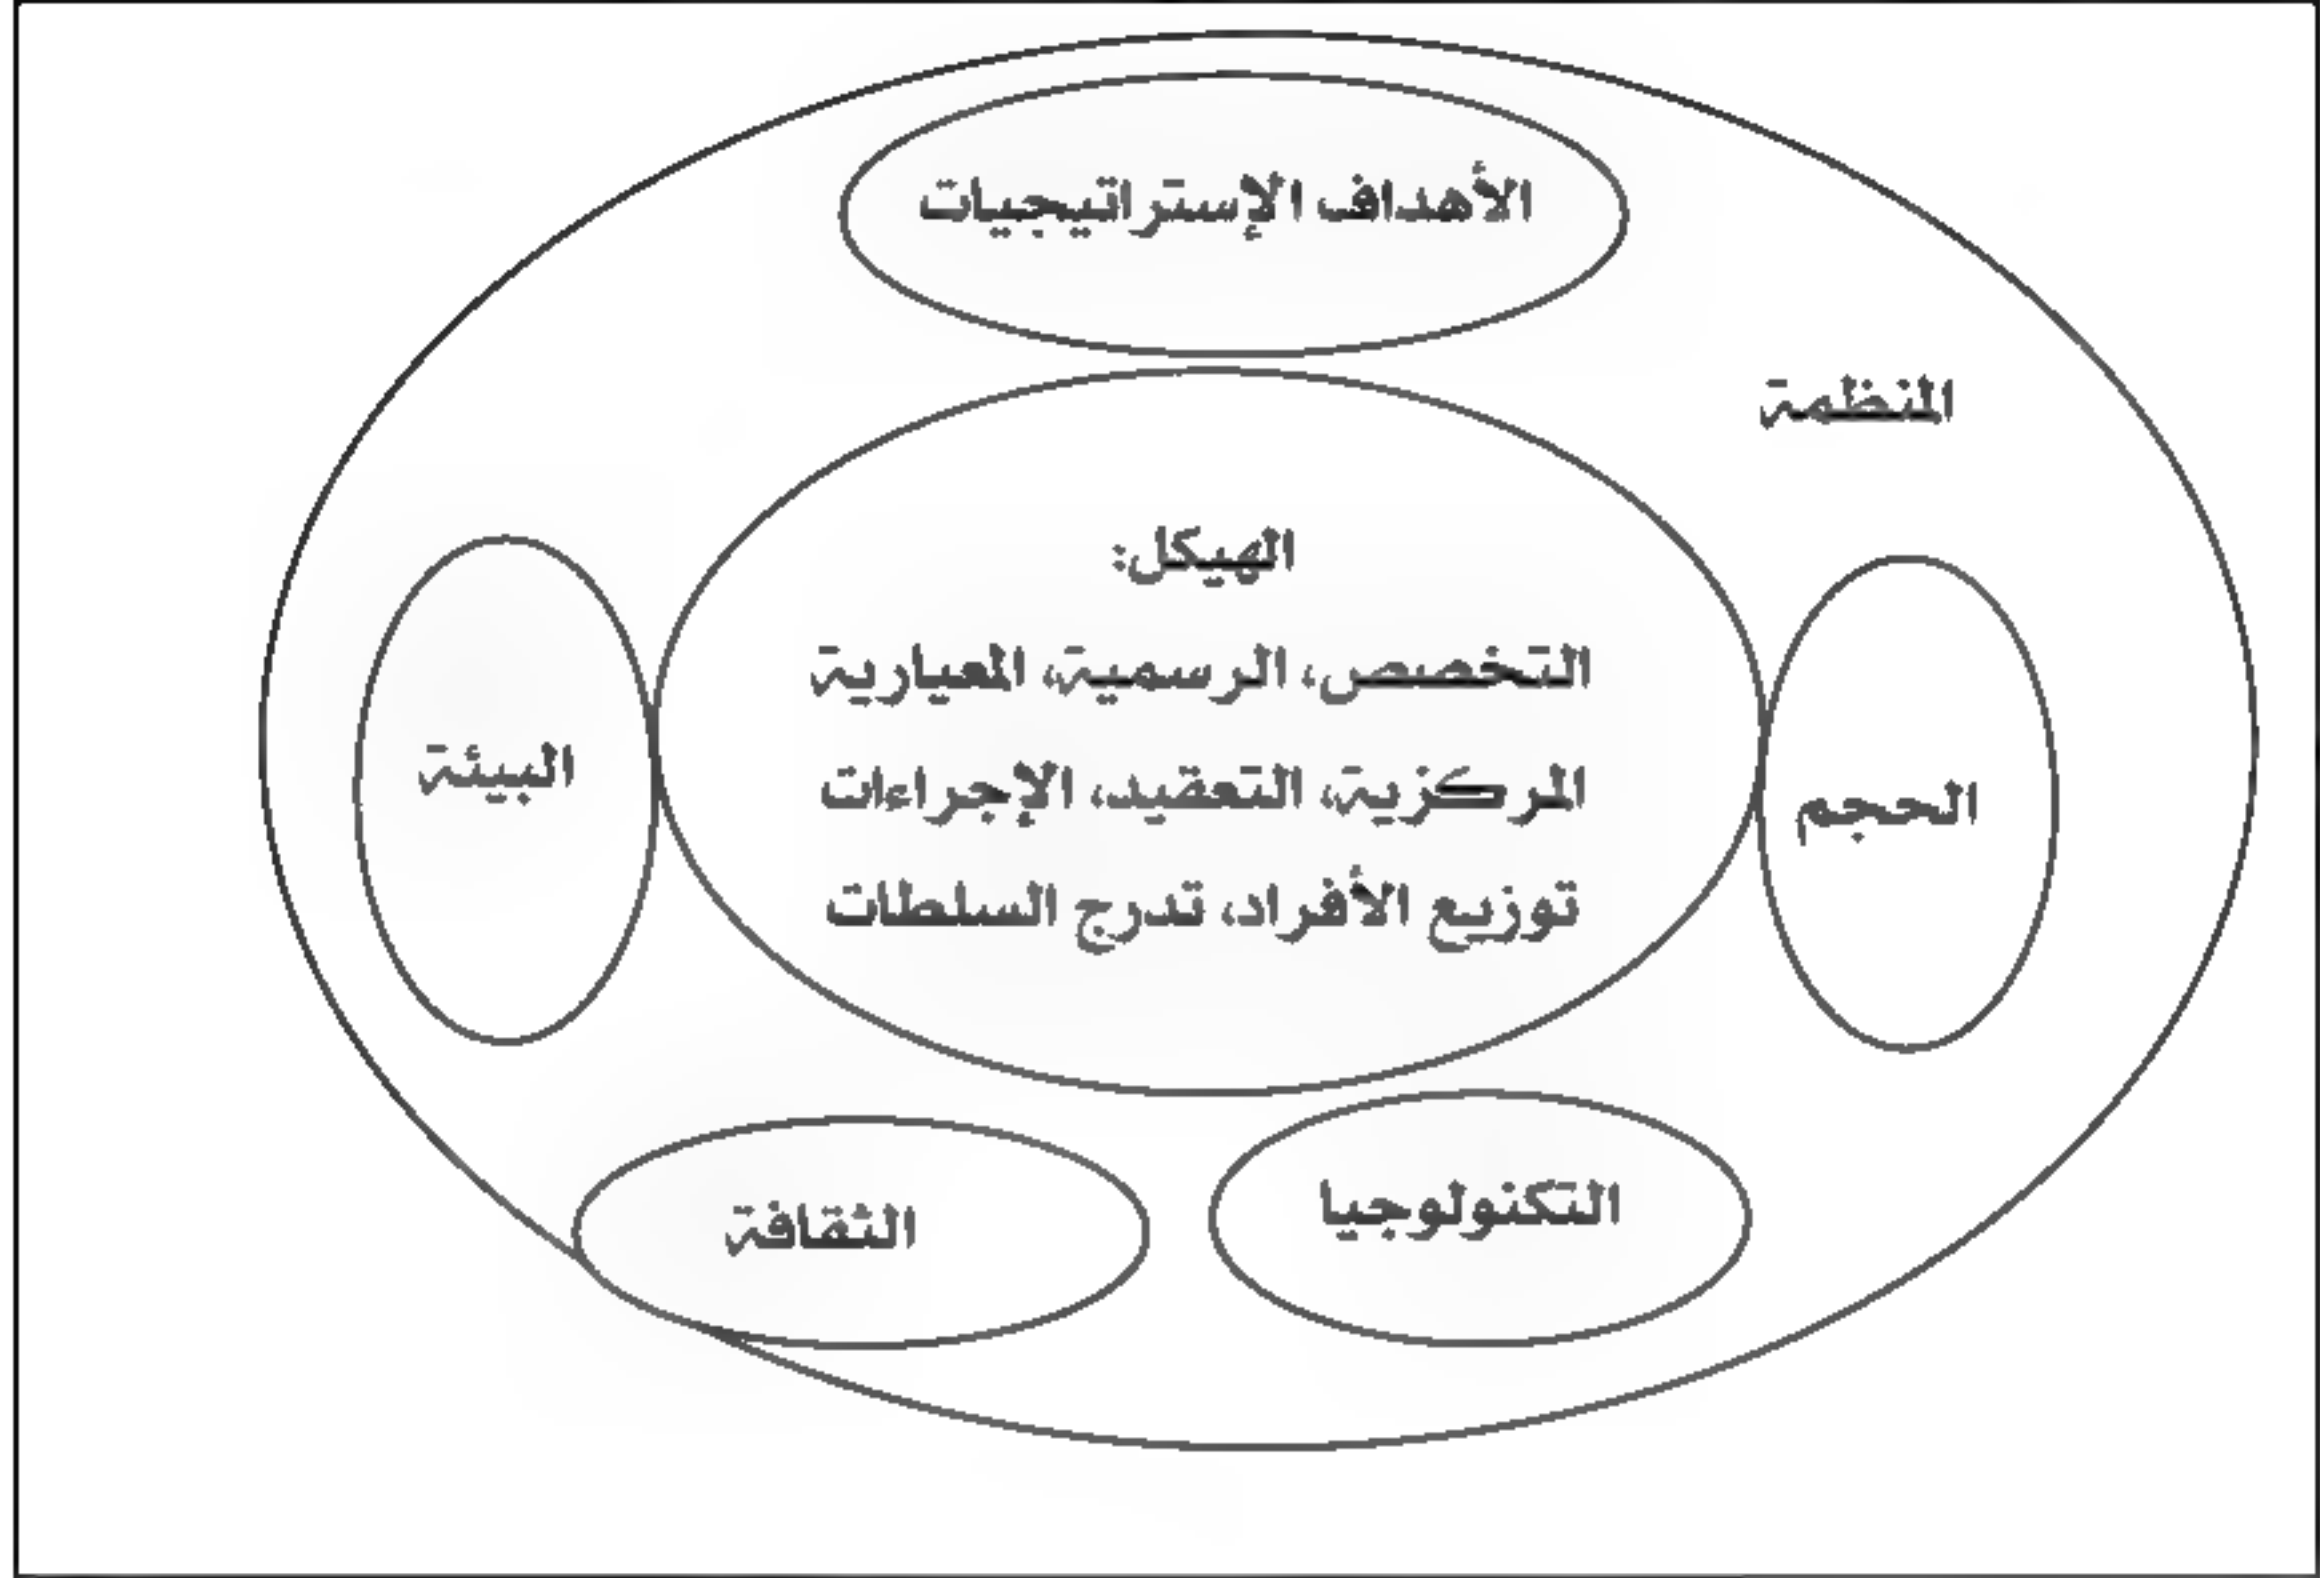 الأهداف الإستراتيجيات
المنظمة
الهيكل:
التخصص، الرسمية، المعيارية
المركزية، التعقيد، الإجراءات
توزيع الأفراد، تدرج السلطات
الحجم
البيئة
التكنولوجيا
الثقافة